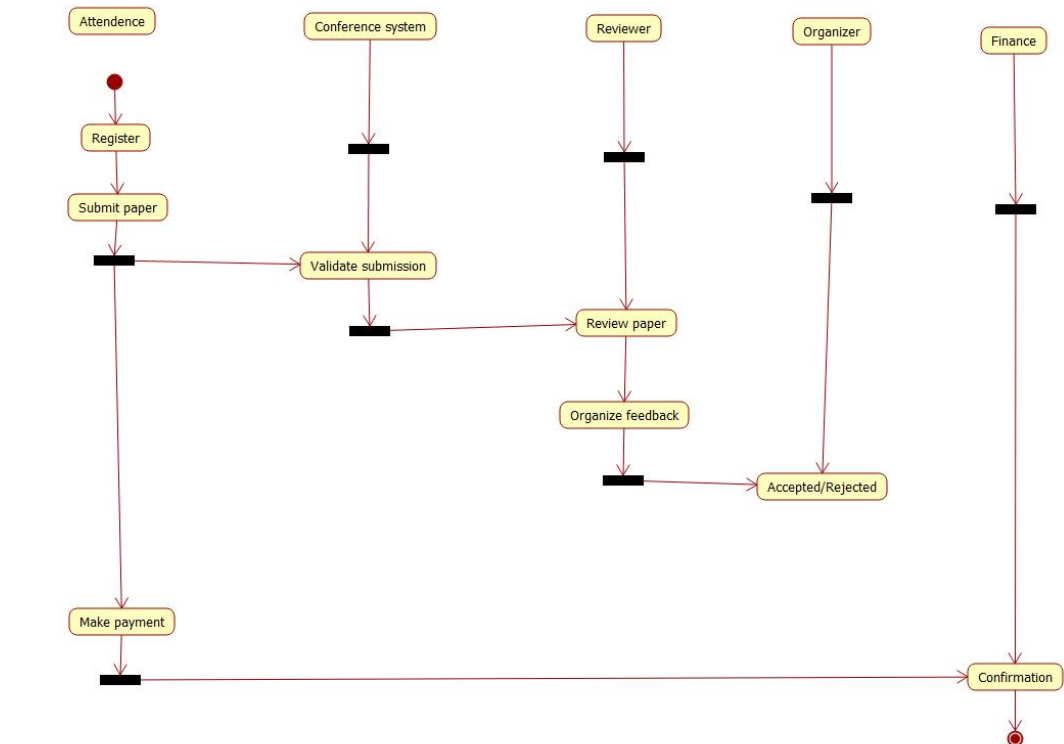 Attendence
Conference system
Reviewer
Organizer
Finance
Register
Submit paper
Validate submission
Review paper
Organize feedback
Accepted/Rejected
Make payment
Confirmation